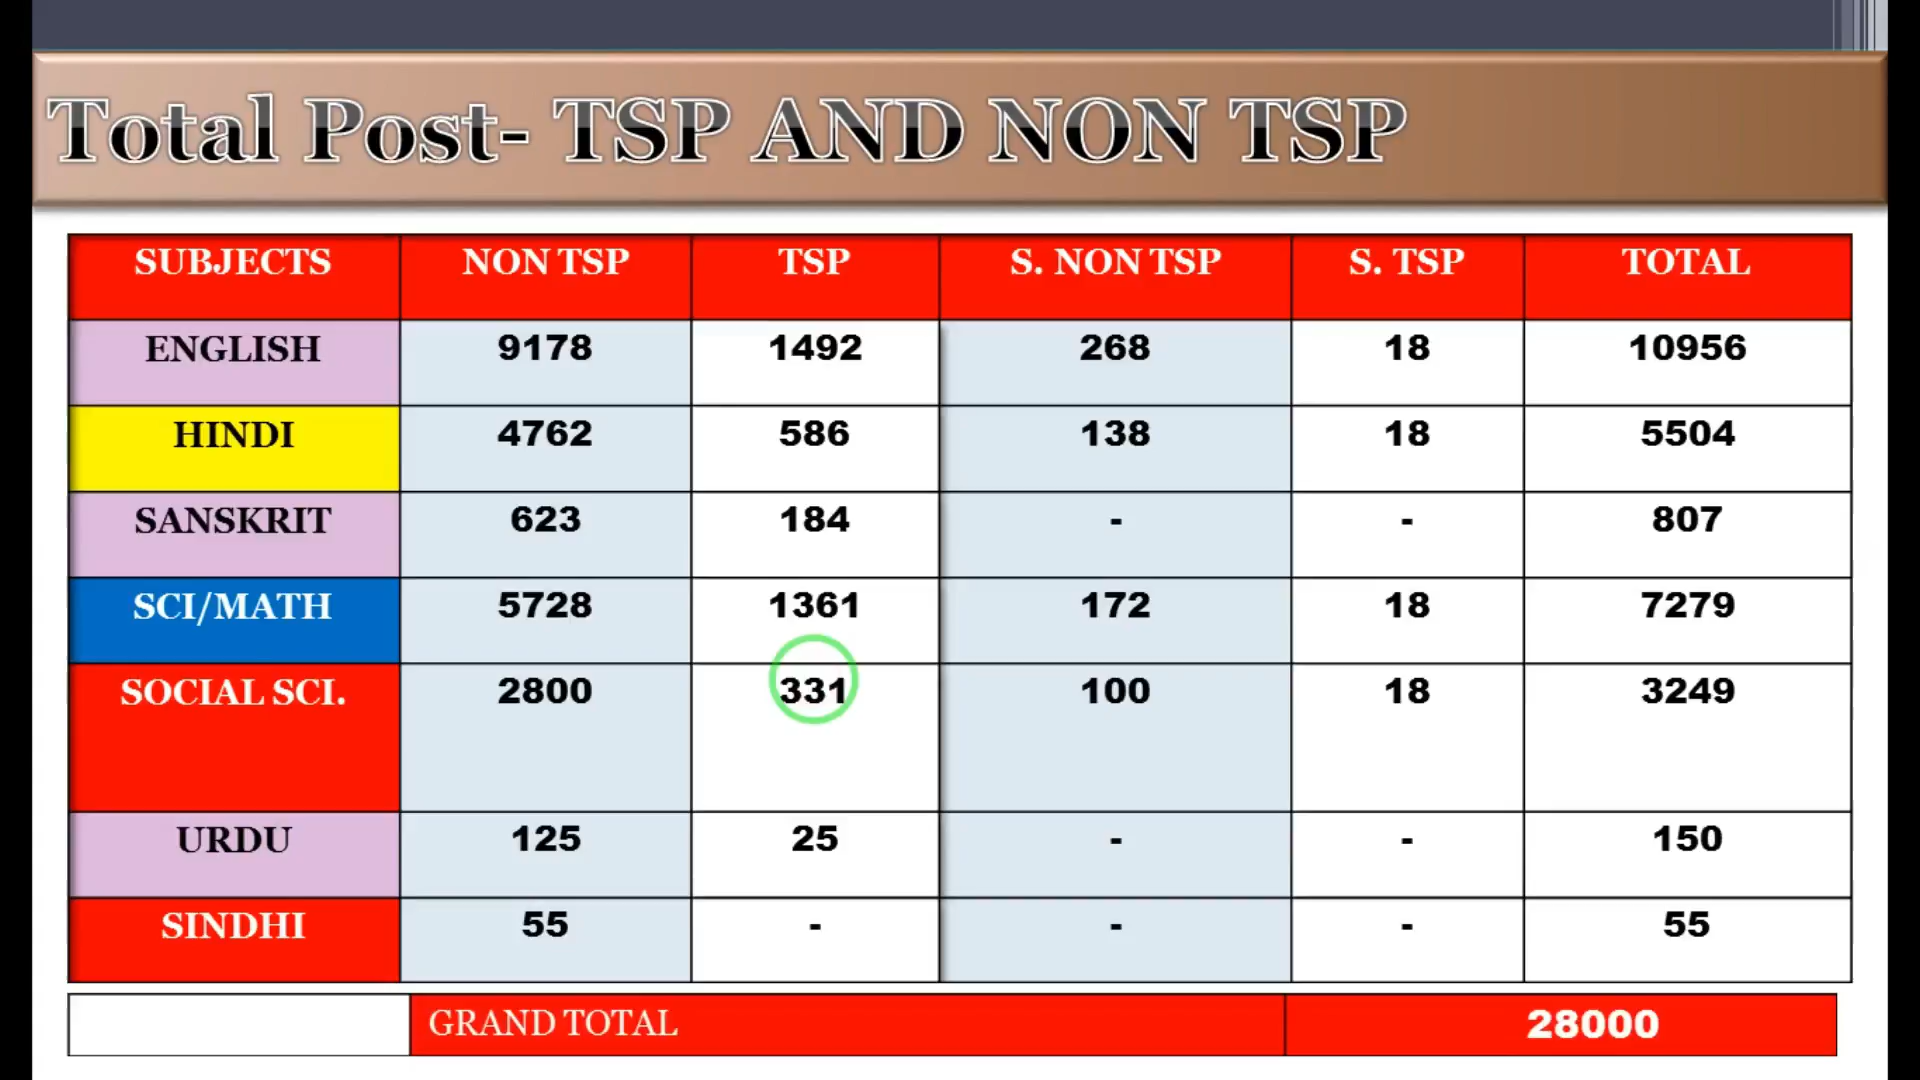 Total Post- TSP AND NON TSP
SUBJECTS NON TSP TSP S. NON TSP S. TSP TOTAL
ENGLISH 9178 1492 268 18 10956
HINDI 4762 586 138 18 5504
SANSKRIT 623 184 - - 807
SCI/MATH 5728 1361 172 18 7279
SOCIAL SCI. 2800 331 100 18 3249
URDU 125 25 - - 150
SINDHI 55 - - - 55
GRAND TOTAL 28000